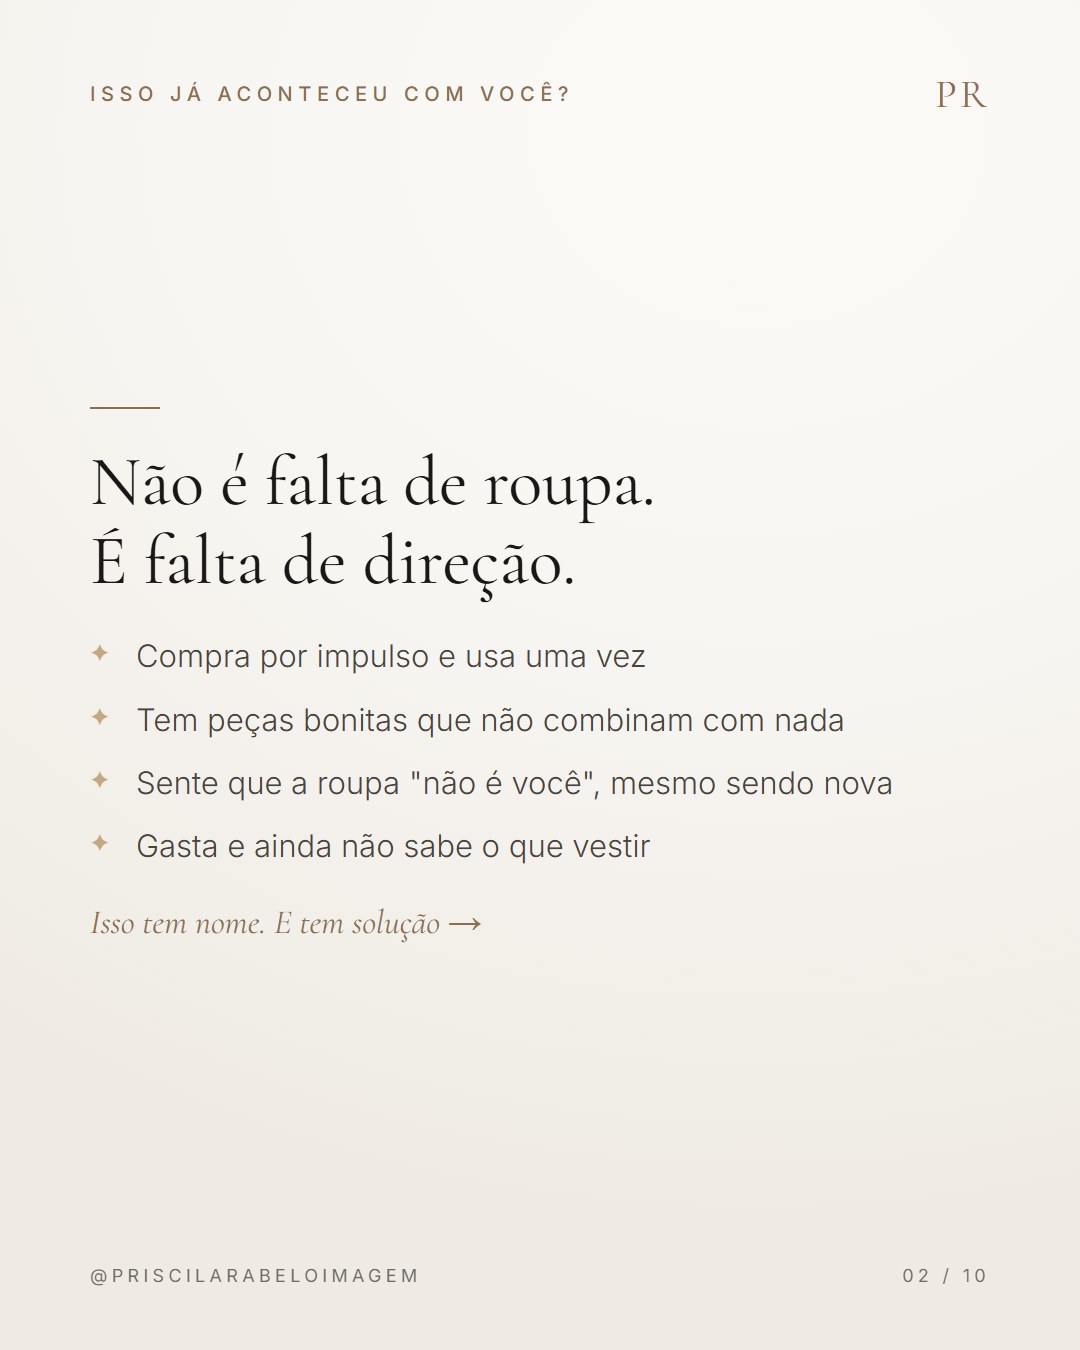 ISSO JÁ ACONTECEU COM VOCÊ?
PR
Não é falta de roupa.
É falta de direção.
✦ Compra por impulso e usa uma vez
✦ Tem peças bonitas que não combinam com nada
✦ Sente que a roupa "não é você", mesmo sendo nova
✦ Gasta e ainda não sabe o que vestir
Isso tem nome. E tem solução →
@PRISCILARABELOIMAGEM
02 / 10